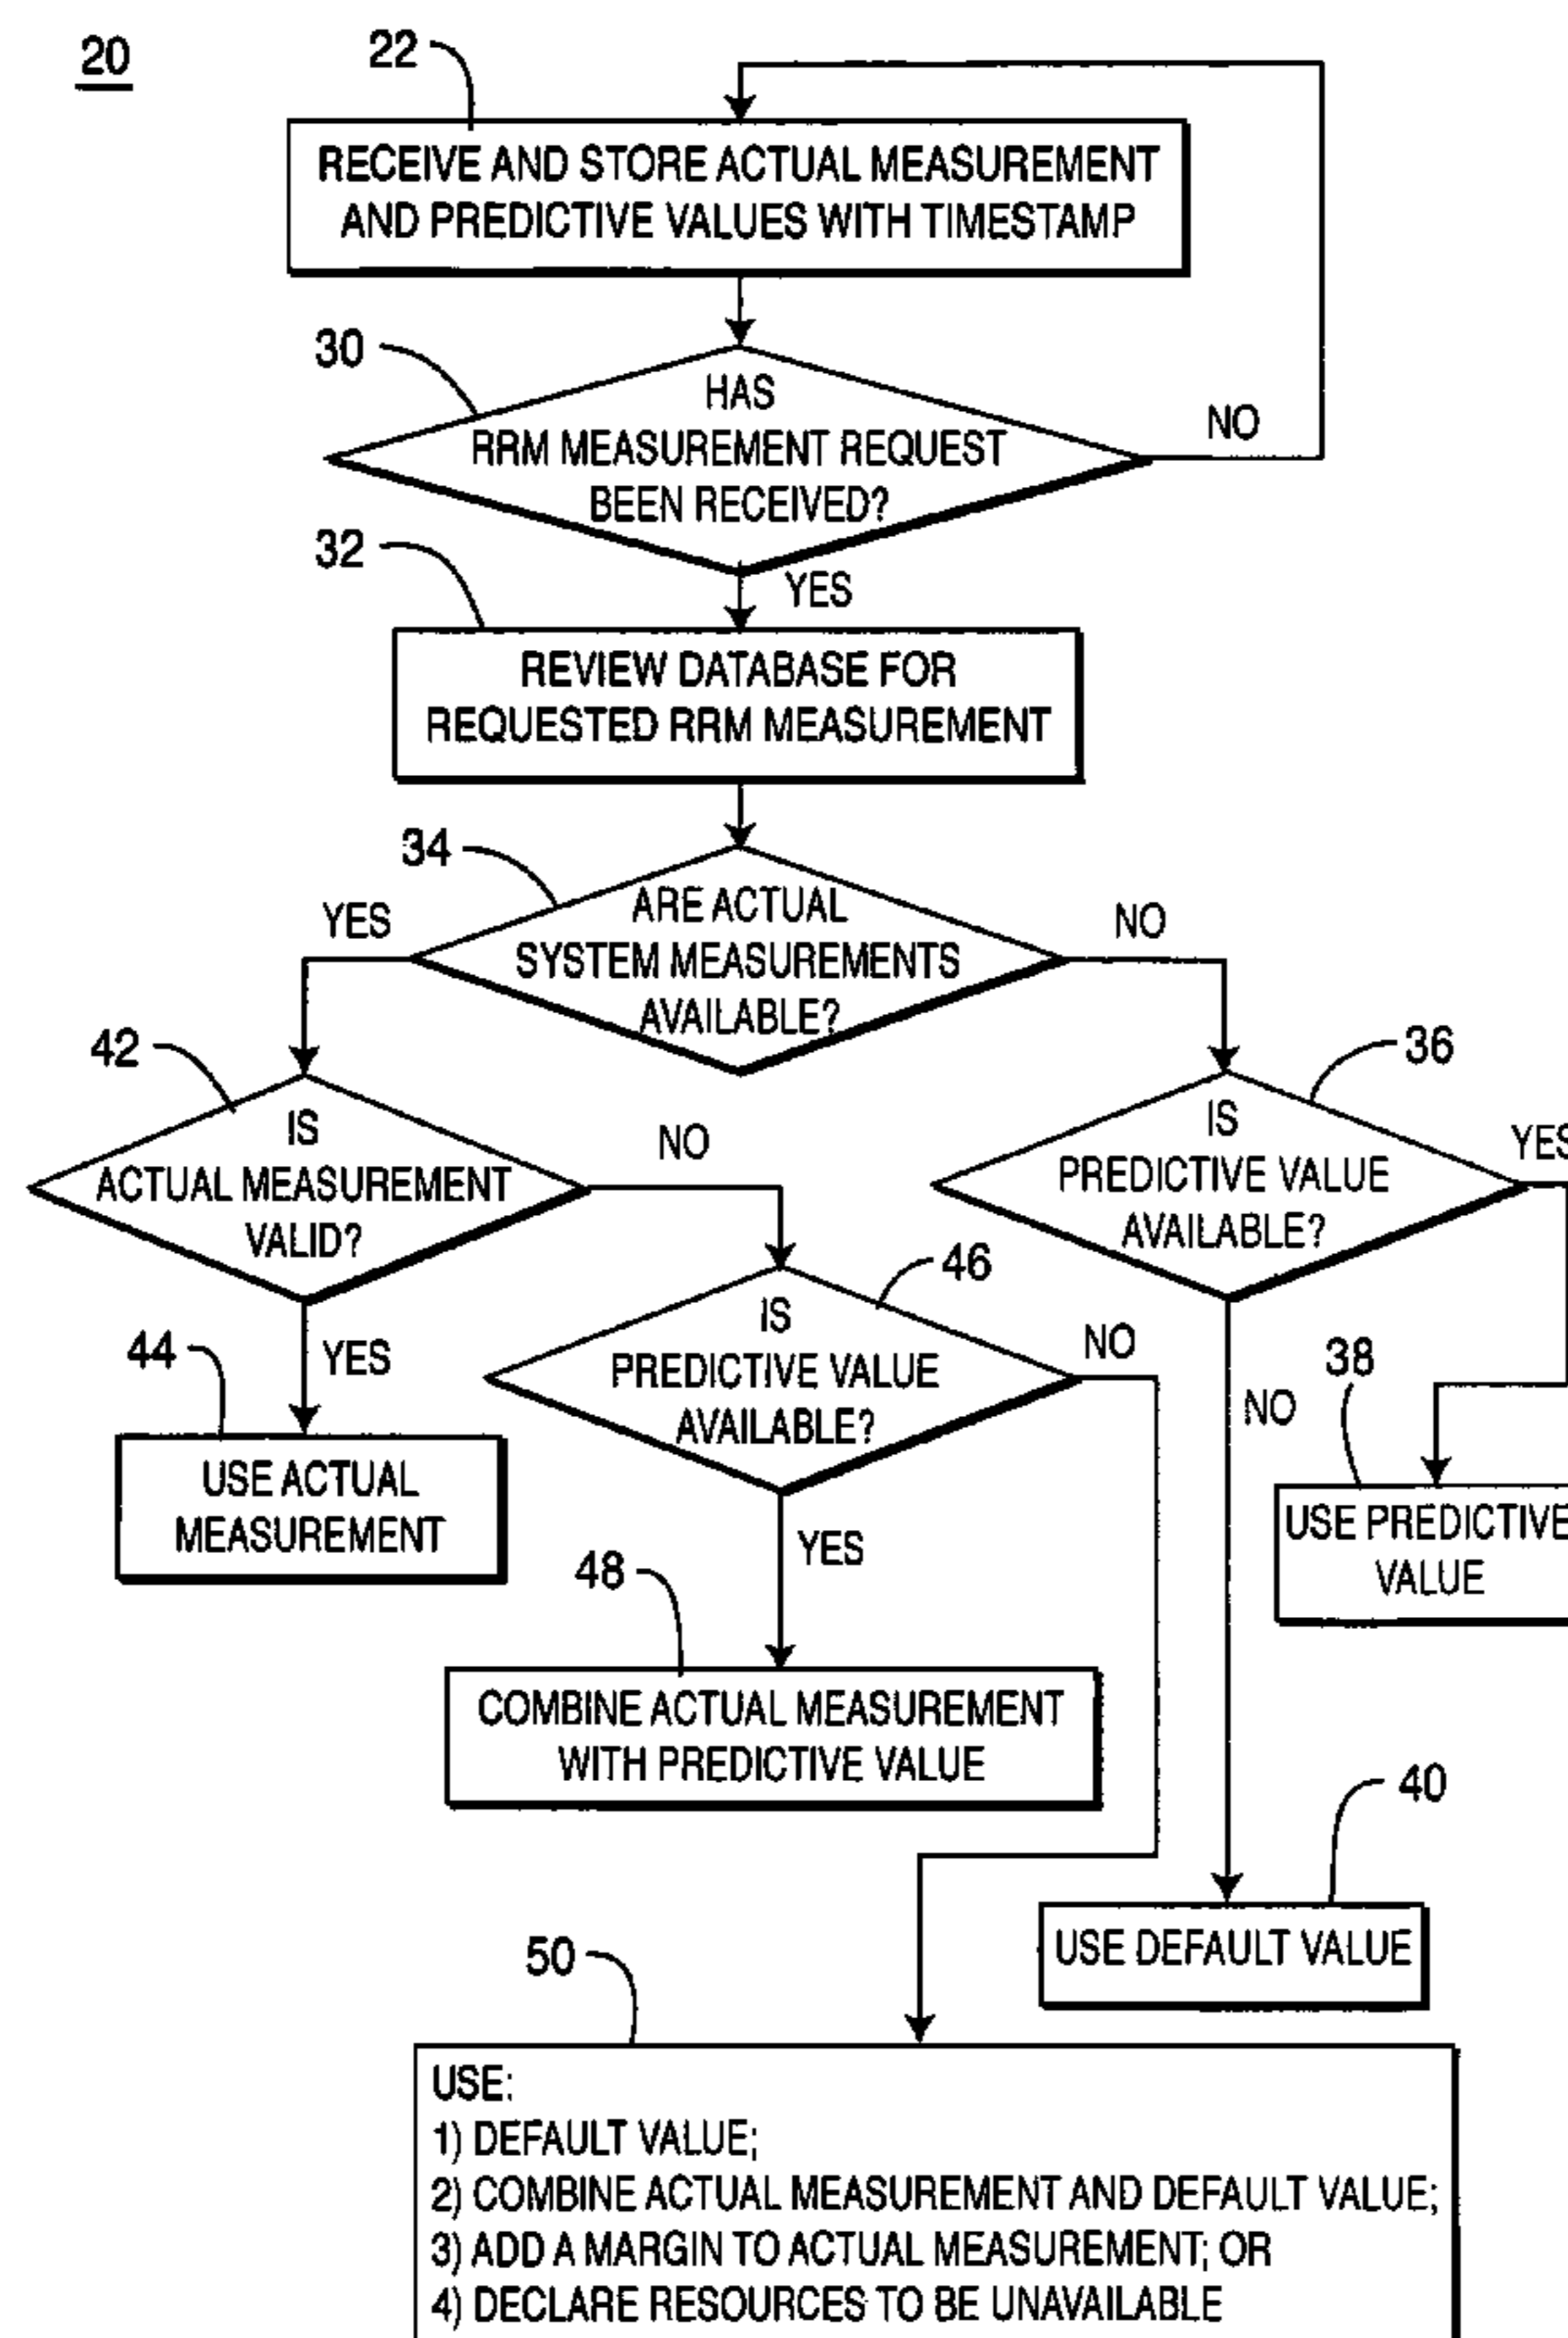 20
22
RECEIVE AND STORE ACTUAL MEASUREMENT
AND PREDICTIVE VALUES WITH TIMESTAMP
30
HAS
RRM MEASUREMENT REQUEST
BEEN RECEIVED?
NO
32
YES
REVIEW DATABASE FOR
REQUESTED RRM MEASUREMENT
34
YES
ARE ACTUAL
SYSTEM MEASUREMENTS
AVAILABLE?
NO
42
IS
ACTUAL MEASUREMENT
VALID?
NO
36
IS
PREDICTIVE VALUE
AVAILABLE?
YES
46
IS
PREDICTIVE VALUE
AVAILABLE?
NO
44
YES
USE ACTUAL
MEASUREMENT
NO
38
USE PREDICTIVE
VALUE
YES
48
COMBINE ACTUAL MEASUREMENT
WITH PREDICTIVE VALUE
40
USE DEFAULT VALUE
50
USE:
1) DEFAULT VALUE;
2) COMBINE ACTUAL MEASUREMENT AND DEFAULT VALUE;
3) ADD A MARGIN TO ACTUAL MEASUREMENT; OR
4) DECLARE RESOURCES TO BE UNAVAILABLE